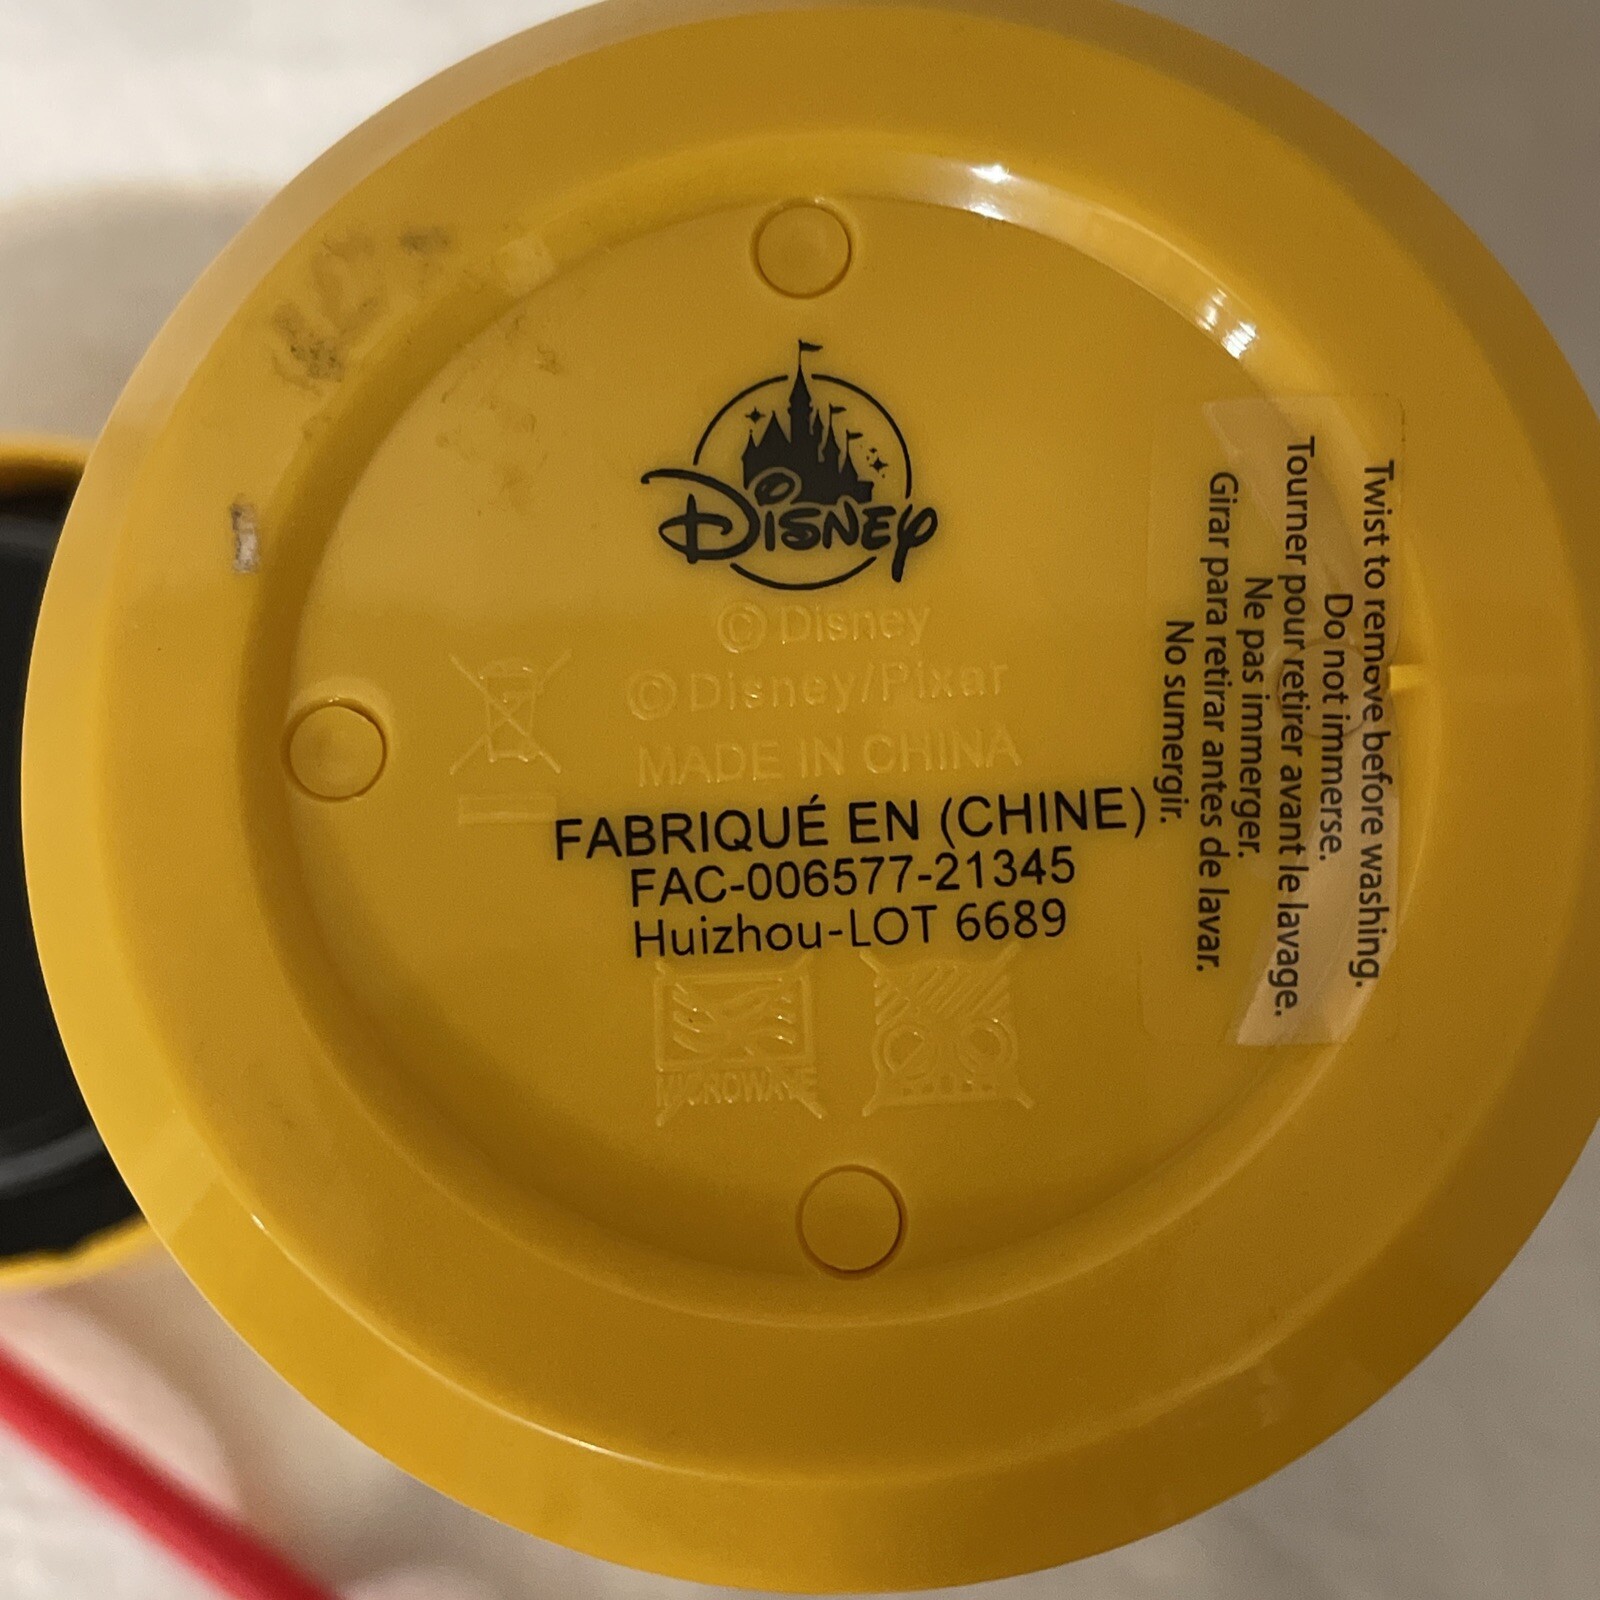 Disney
© Disney
© Disney/Pixar
MADE IN CHINA
FABRIQUÉ EN (CHINE)
FAC-006577-21345
Huizhou-LOT 6689
MICROWAVE
Twist to remove before washing.
Do not immerse.
Tourner pour retirer avant le lavage.
Ne pas immerger.
Girar para retirar antes de lavar.
No sumergir.